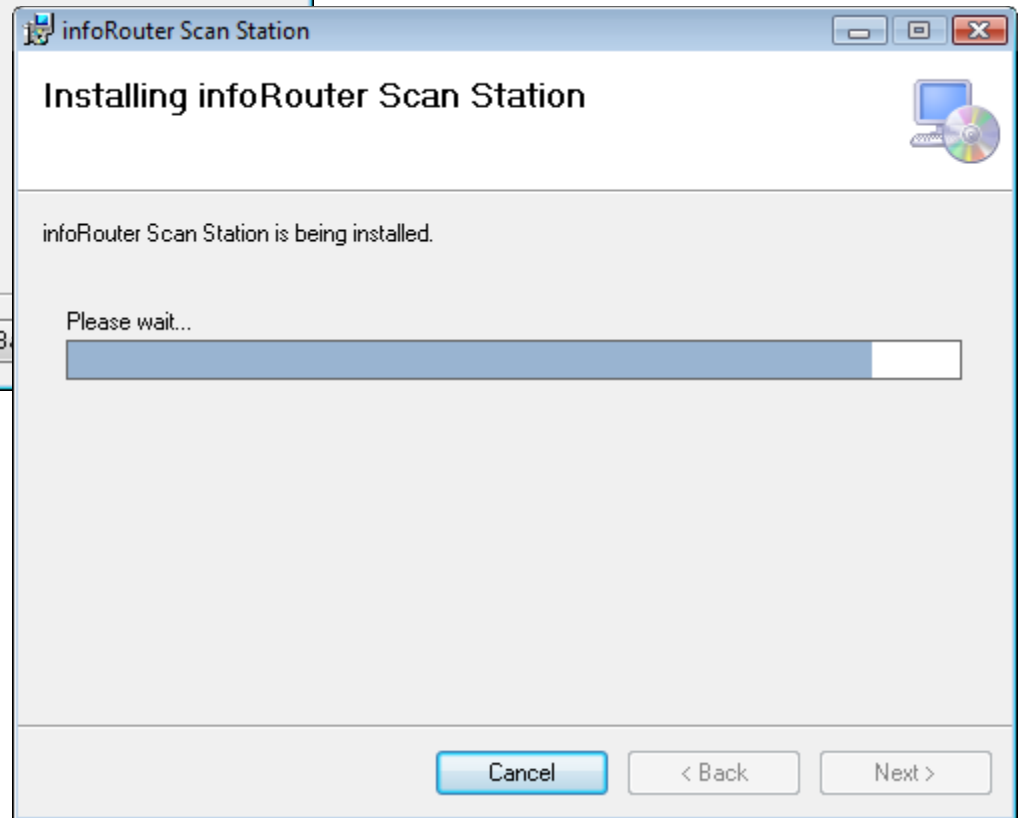 infoRouter Scan Station
Installing infoRouter Scan Station
infoRouter Scan Station is being installed.
Please wait...
Cancel
< Back
Next >